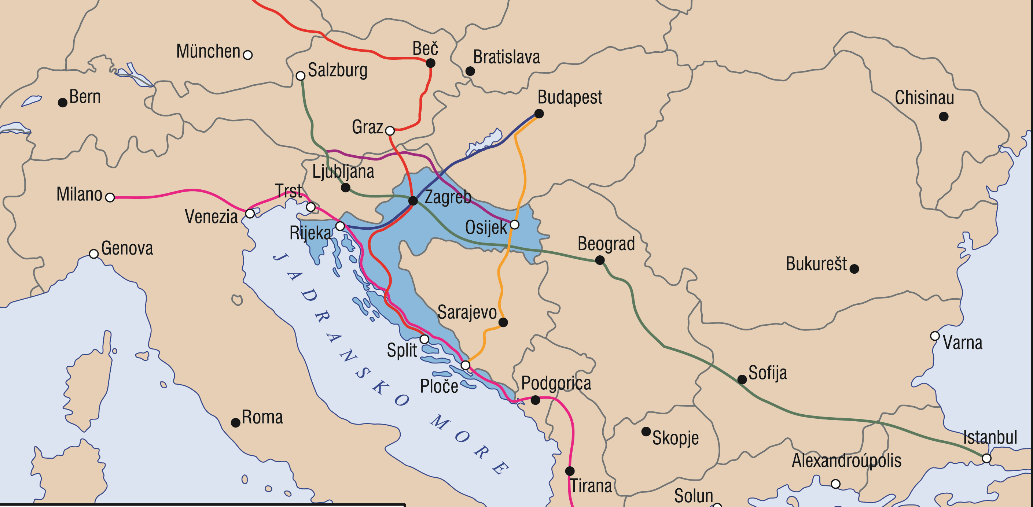 Beč
München
Bratislava
Salzburg
Bern
Budapest
Chisinau
Graz
Ljubljana
Milano
Trst
Zagreb
Venezia
Rijeka
Osijek
Genova
Beograd
Bukurešt
JADRANSKO MORE
Sarajevo
Varna
Split
Ploče
Podgorica
Sofija
Roma
Skopje
Istanbul
Alexandroúpolis
Tirana
Solun